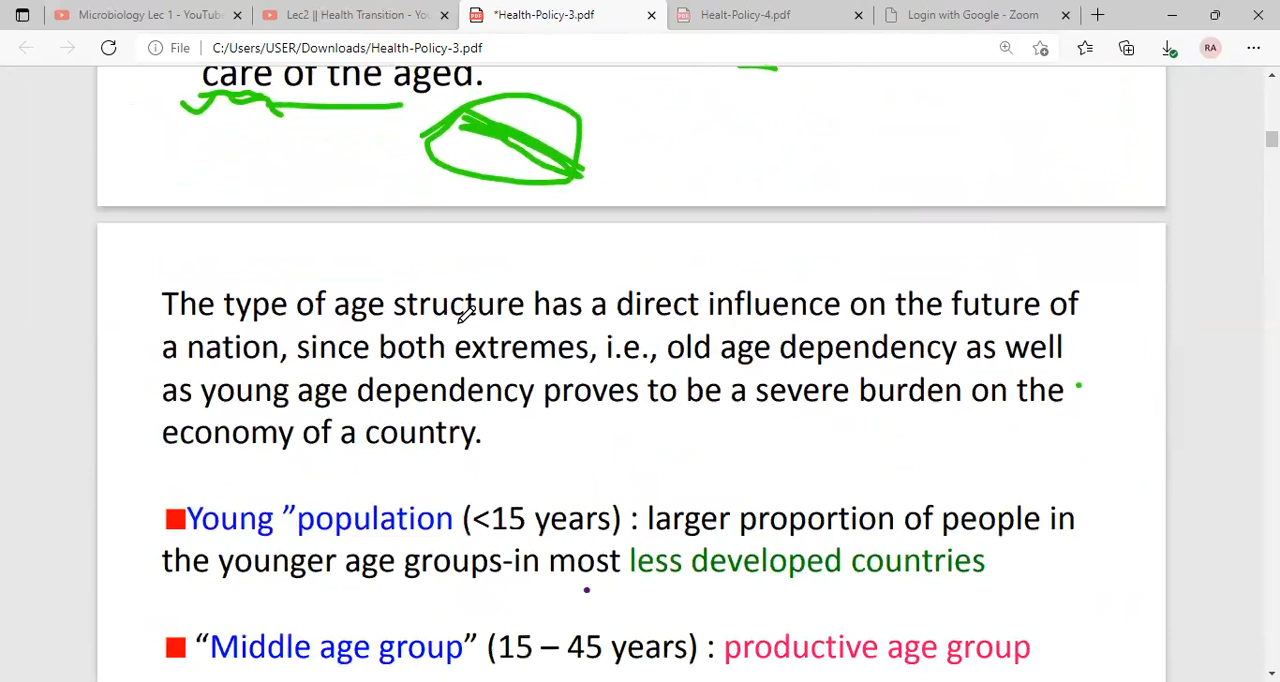 Microbiology Lec 1 - YouTub
Lec2 || Health Transition - Yo
*Health-Policy-3.pdf
Healt-Policy-4.pdf
Login with Google - Zoom
File
C:/Users/USER/Downloads/Health-Policy-3.pdf
RA
care of the aged.
The type of age structure has a direct influence on the future of
a nation, since both extremes, i.e., old age dependency as well
as young age dependency proves to be a severe burden on the
economy of a country.
Young ”population (<15 years) : larger proportion of people in
the younger age groups-in most less developed countries
“Middle age group” (15 – 45 years) : productive age group